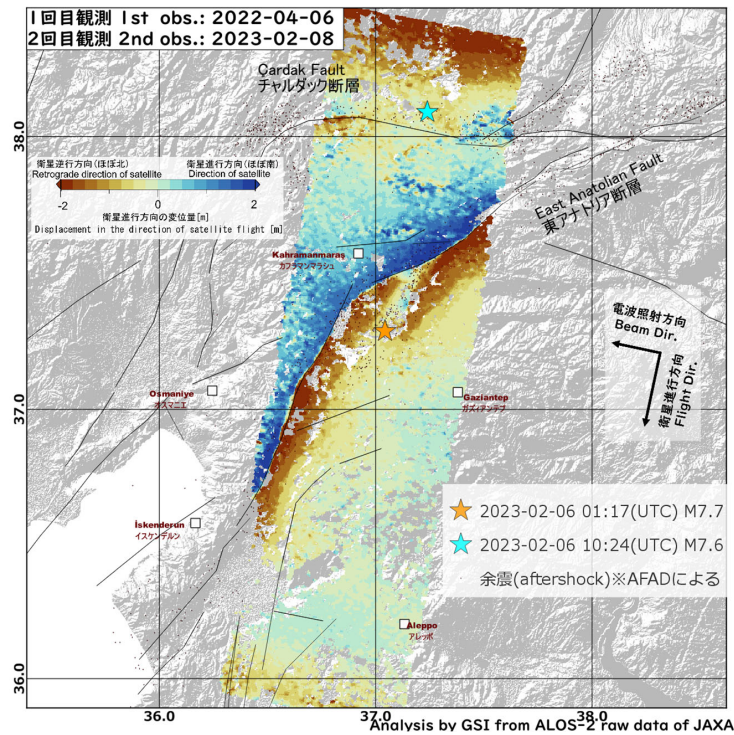 1回目観測 1st obs.: 2022-04-06
2回目観測 2nd obs.: 2023-02-08
Çardak Fault
チャルダック断層
38.0
衛星逆行方向(ほぼ北) 衛星進行方向(ほぼ南)
Retrograde direction of satellite Direction of satellite
-2 0 2
衛星進行方向の変位量[m]
Displacement in the direction of satellite flight [m]
East Anatolian Fault
東アナトリア断層
Kahramanmaraş
カフラマンマラシュ
電波照射方向
Beam Dir.
衛星進行方向
Flight Dir.
Osmaniye
オスマニエ
Gaziantep
ガズィアンテプ
37.0
İskenderun
イスケンデルン
2023-02-06 01:17(UTC) M7.7
2023-02-06 10:24(UTC) M7.6
余震(aftershock)※AFADによる
Aleppo
アレッポ
36.0
36.0 37.0 38.0
Analysis by GSI from ALOS-2 raw data of JAXA